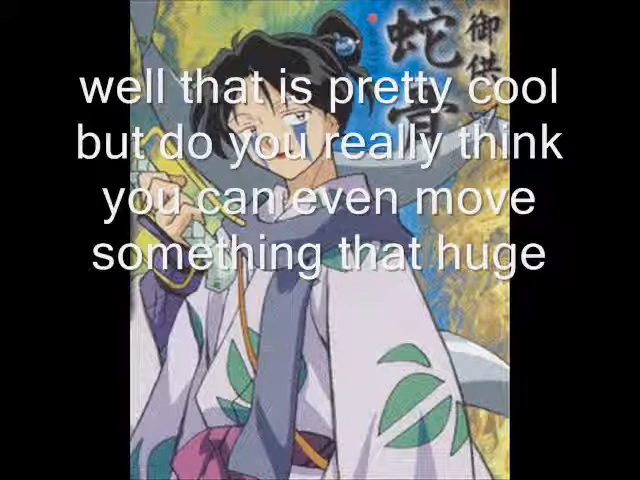 well that is pretty cool
but do you really think
you can even move
something that huge
御供
蛇骨